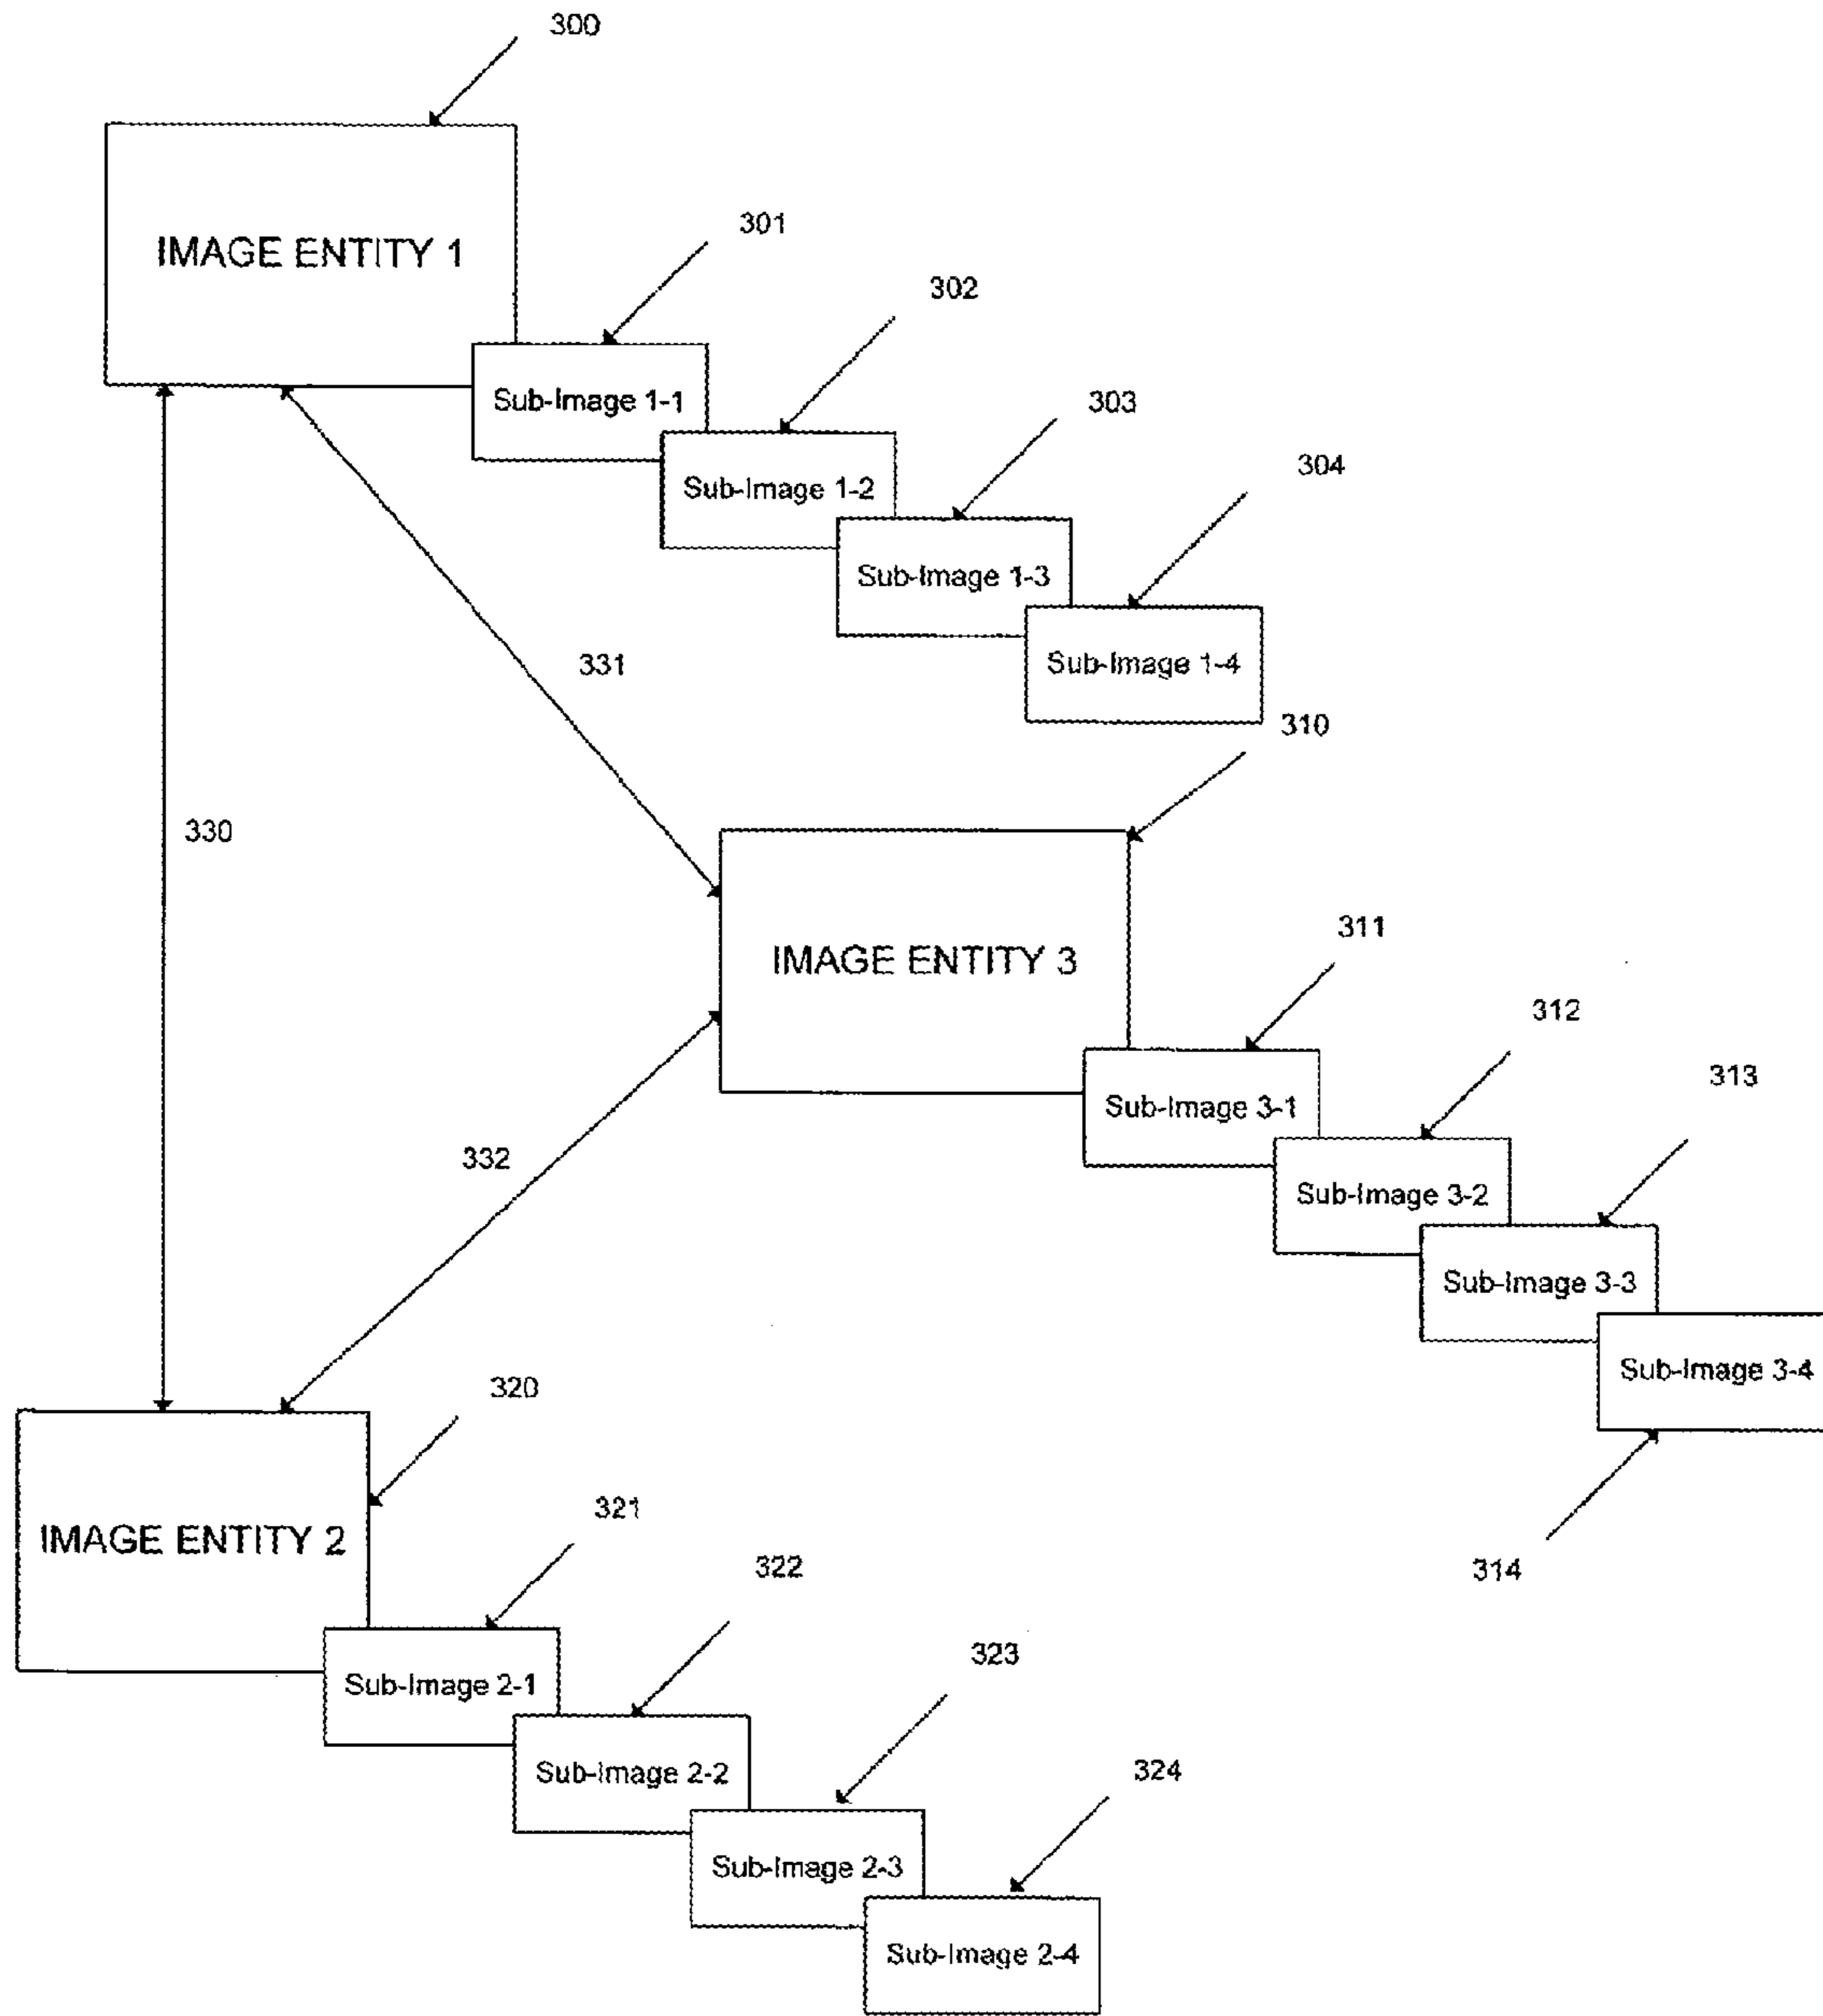 300
IMAGE ENTITY 1
301
Sub-Image 1-1
302
Sub-Image 1-2
303
Sub-Image 1-3
304
Sub-Image 1-4
331
330
310
IMAGE ENTITY 3
311
Sub-Image 3-1
312
Sub-Image 3-2
313
Sub-Image 3-3
Sub-Image 3-4
314
332
320
IMAGE ENTITY 2
321
Sub-Image 2-1
322
Sub-Image 2-2
323
Sub-Image 2-3
324
Sub-Image 2-4